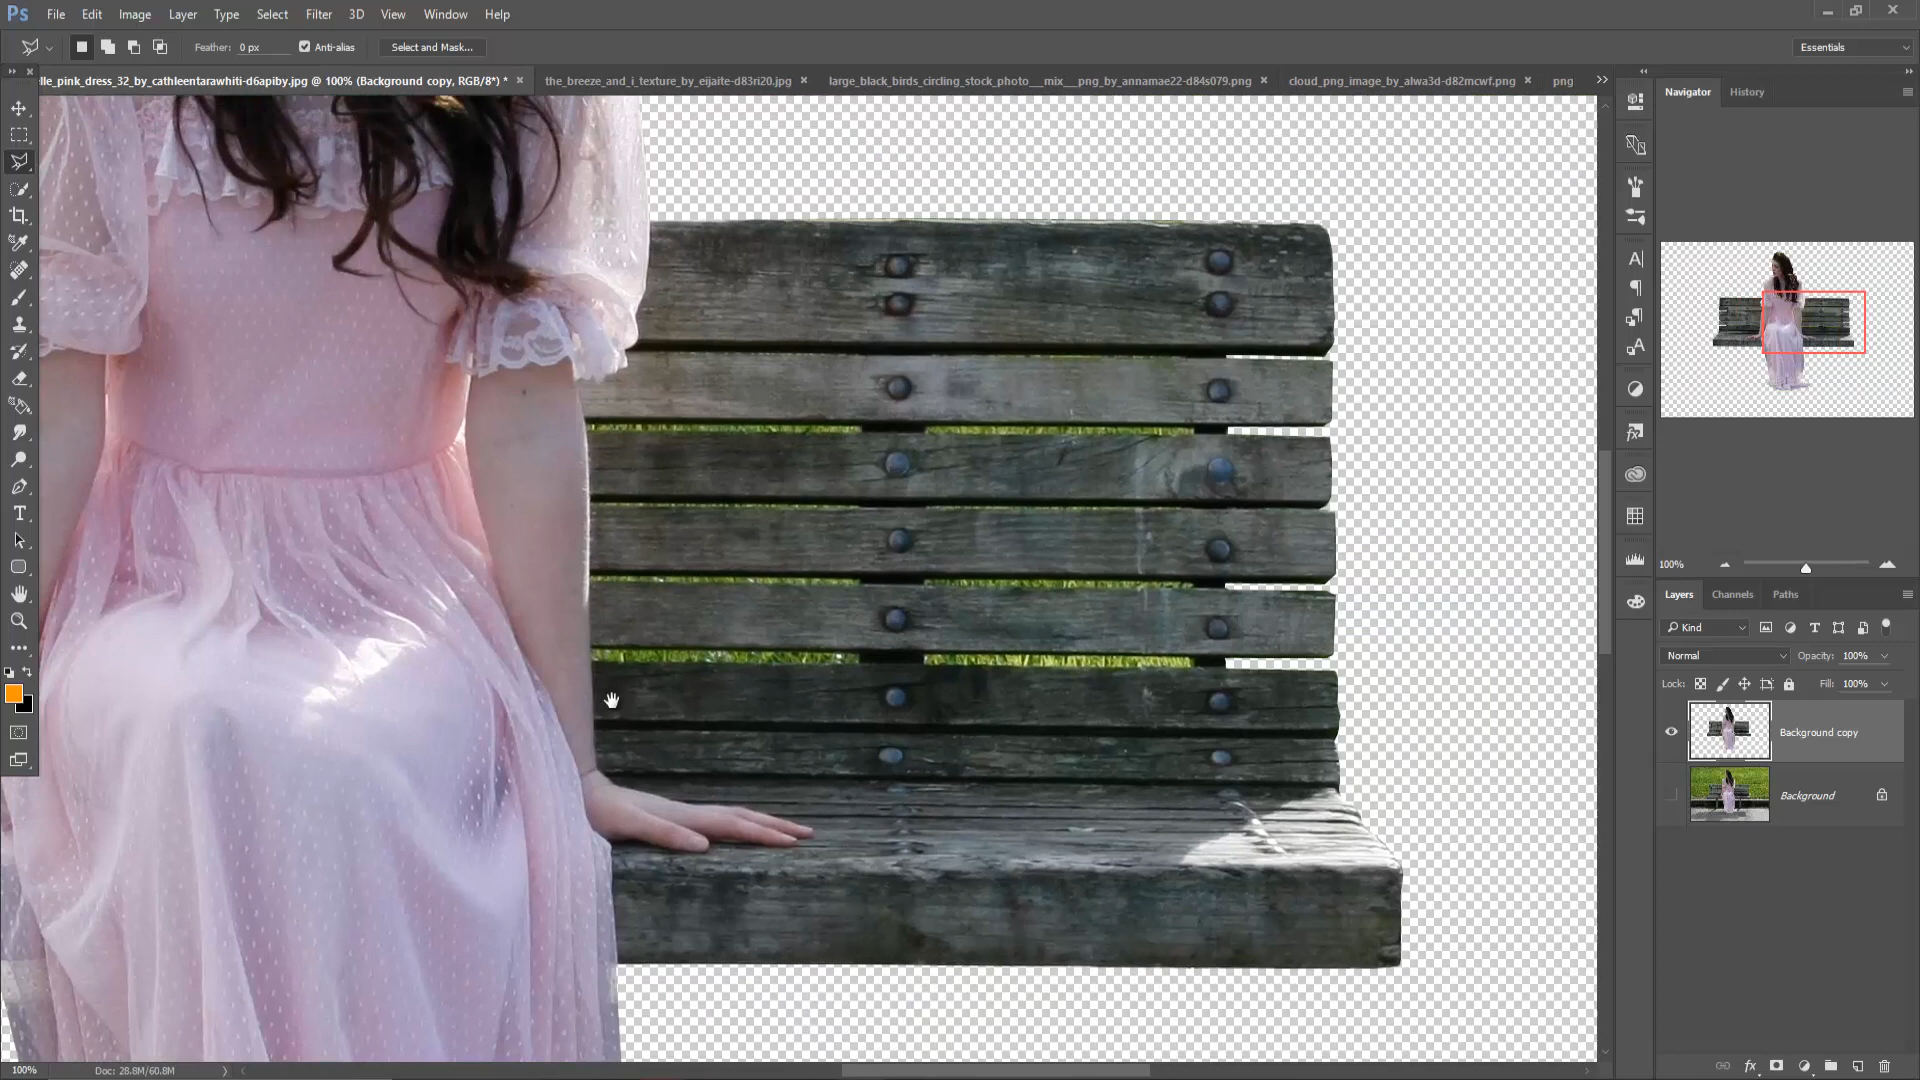 Ps File Edit Image Layer Type Select Filter 3D View Window Help
Feather: 0 px Anti-alias Select and Mask... Essentials
elle_pink_dress_32_by_cathleentarawhiti-d6apiby.jpg @ 100% (Background copy, RGB/8*) * the_breeze_and_i_texture_by_eijaite-d83ri20.jpg large_black_birds_circling_stock_photo__mix__png_by_annamae22-d84s079.png cloud_png_image_by_alwa3d-d82mcwf.png png
Navigator History
100%
Layers Channels Paths
Kind
Normal Opacity: 100%
Lock: Fill: 100%
Background copy
Background
100% Doc: 28.8M/60.8M